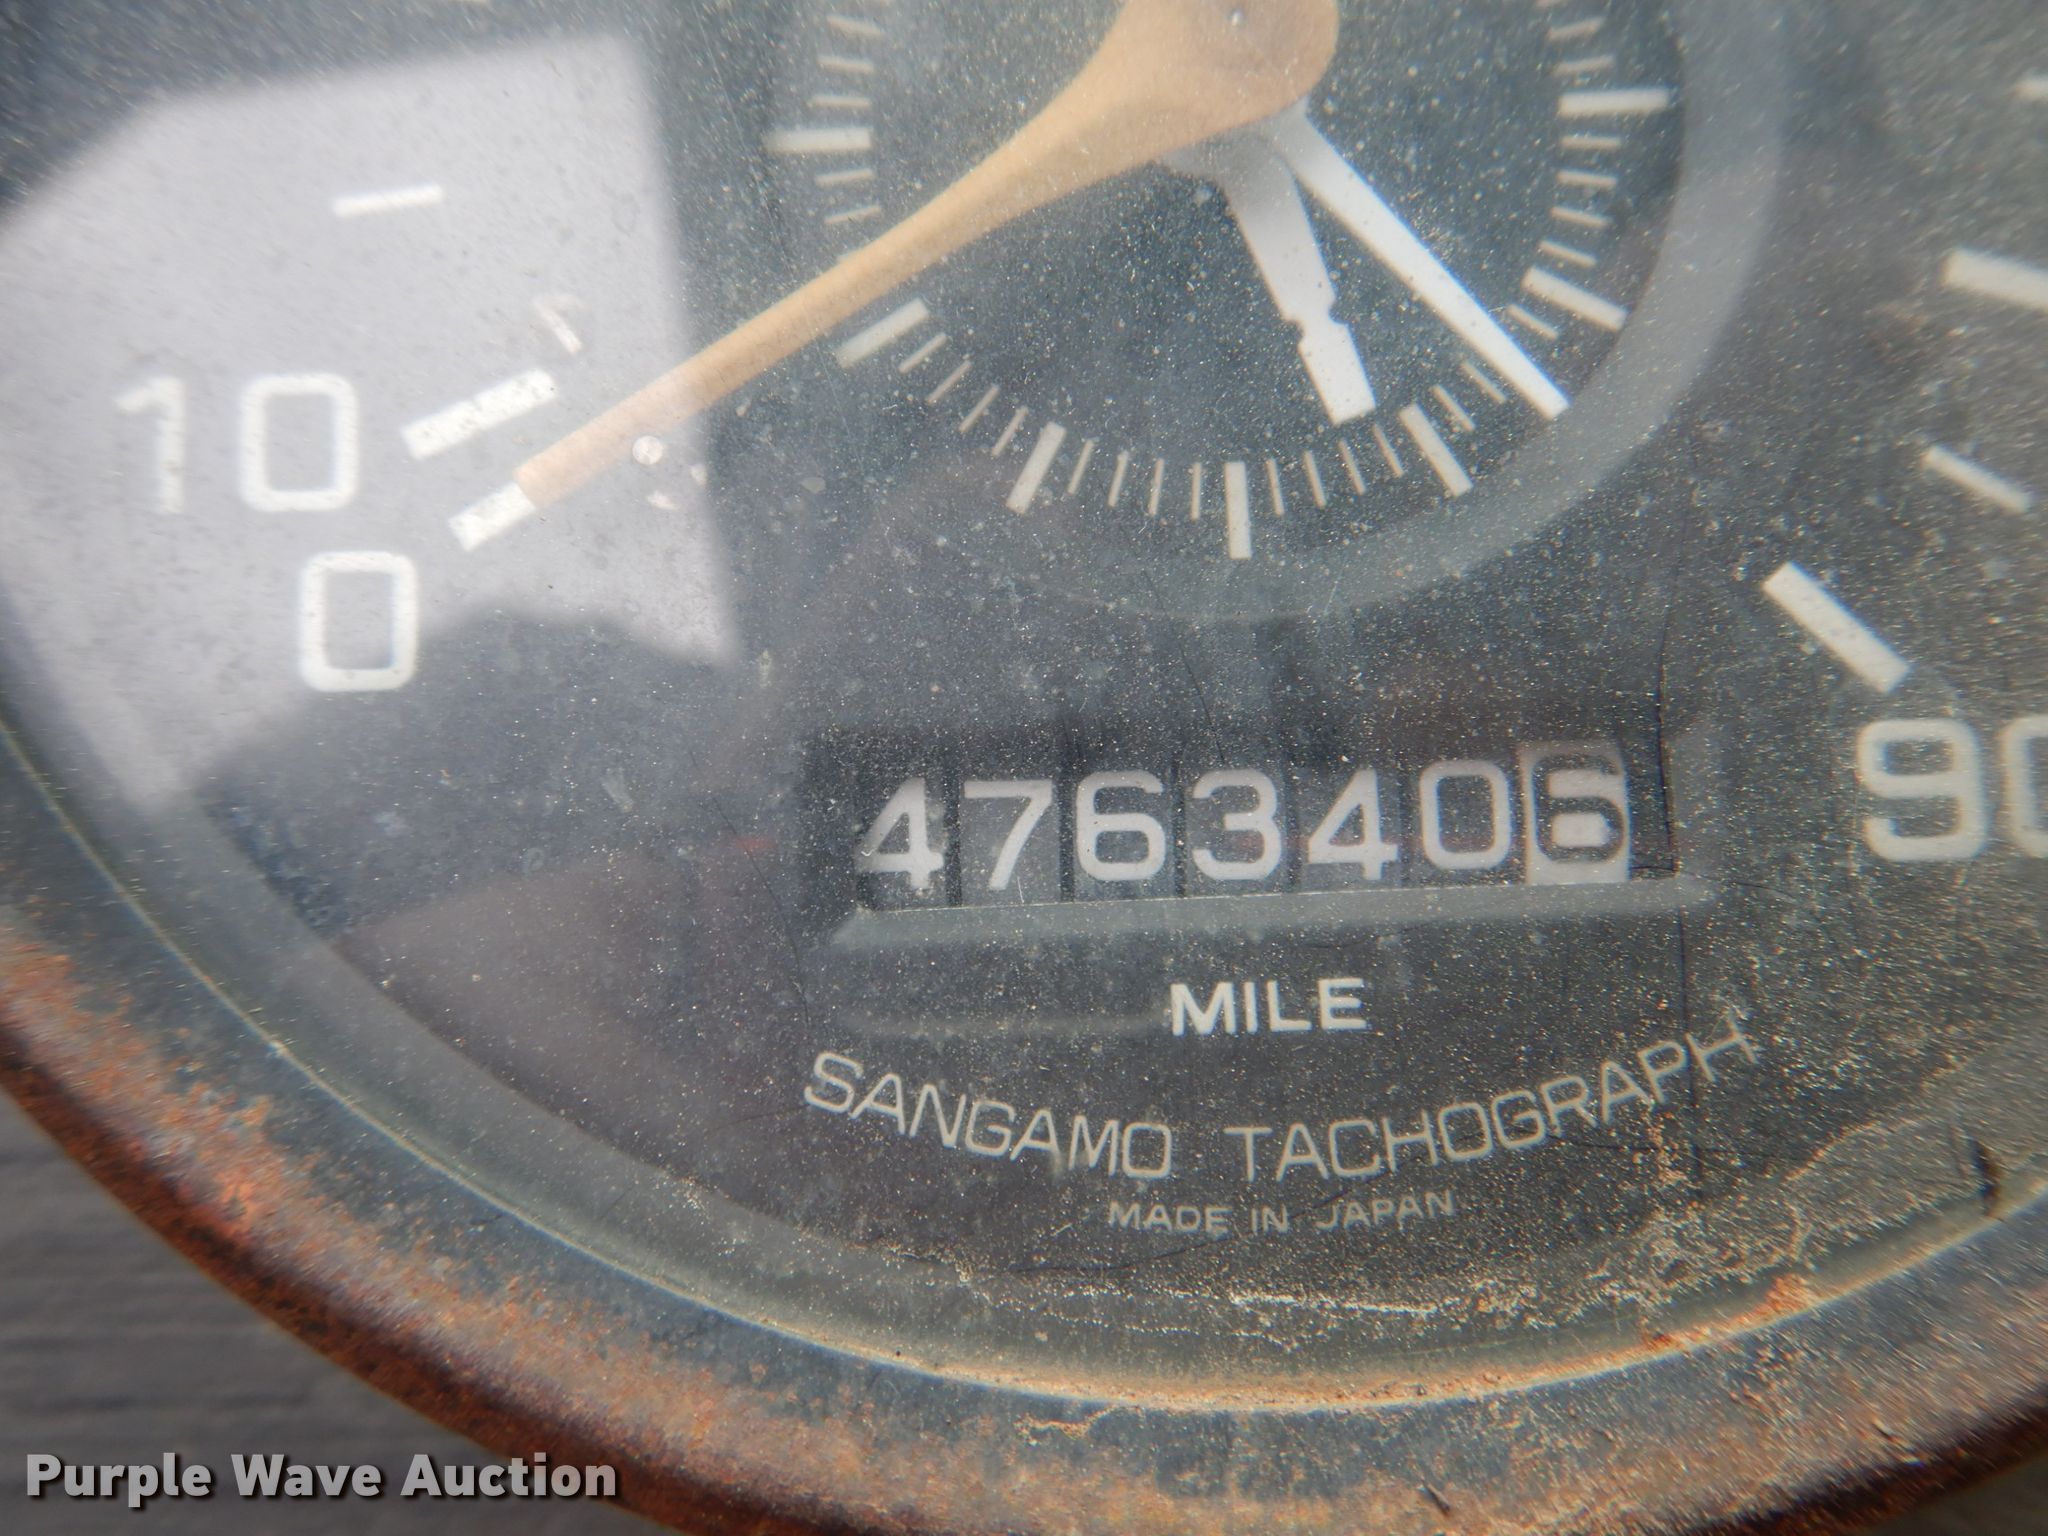 10
0
4763406
90
MILE
SANGAMO TACHOGRAPH
MADE IN JAPAN
Purple Wave Auction